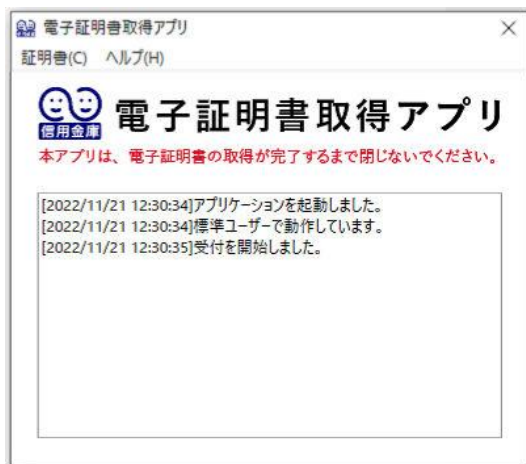 電子証明書取得アプリ
証明書(C) ヘルプ(H)
信用金庫
電子証明書取得アプリ
本アプリは、電子証明書の取得が完了するまで閉じないでください。
[2022/11/21 12:30:34]アプリケーションを起動しました。
[2022/11/21 12:30:34]標準ユーザーで動作しています。
[2022/11/21 12:30:35]受付を開始しました。